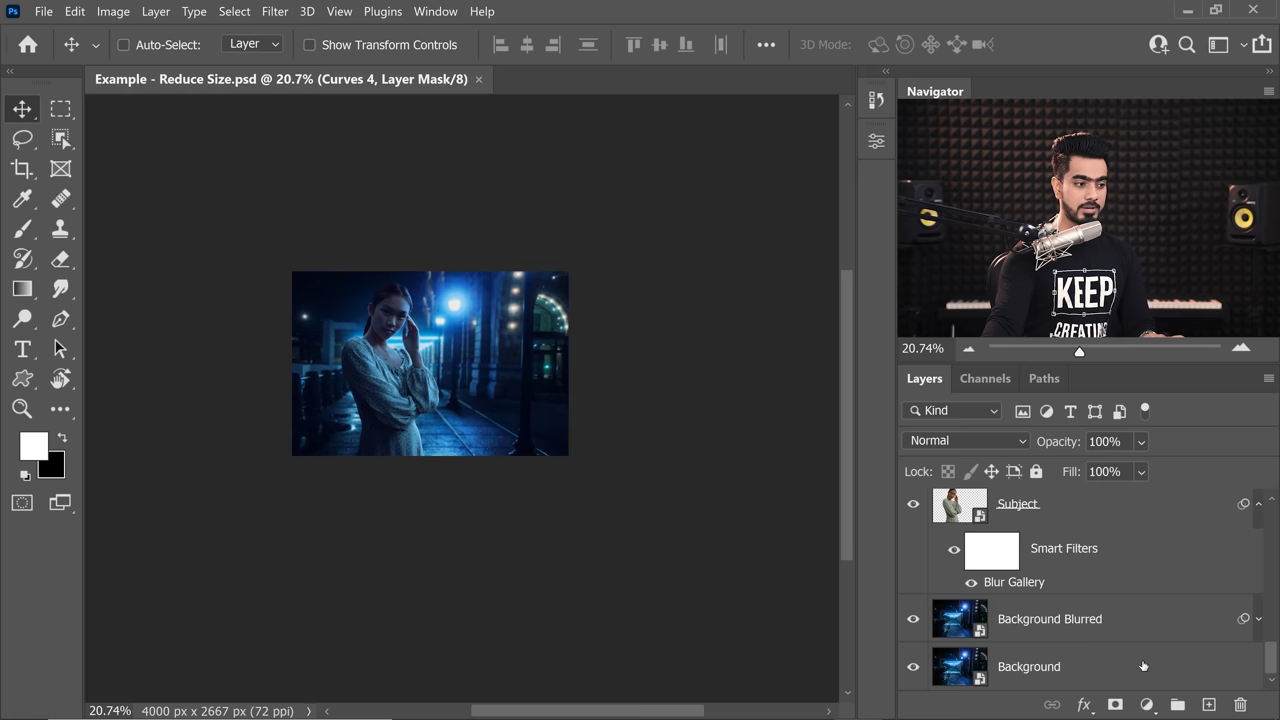 Ps File Edit Image Layer Type Select Filter 3D View Plugins Window Help
Auto-Select: Layer Show Transform Controls 3D Mode:
Example - Reduce Size.psd @ 20.7% (Curves 4, Layer Mask/8)
Navigator
KEEP
CREATING
20.74%
Layers Channels Paths
Kind
Normal Opacity: 100%
Lock: Fill: 100%
Subject
Smart Filters
Blur Gallery
Background Blurred
Background
20.74% 4000 px x 2667 px (72 ppi)
fx